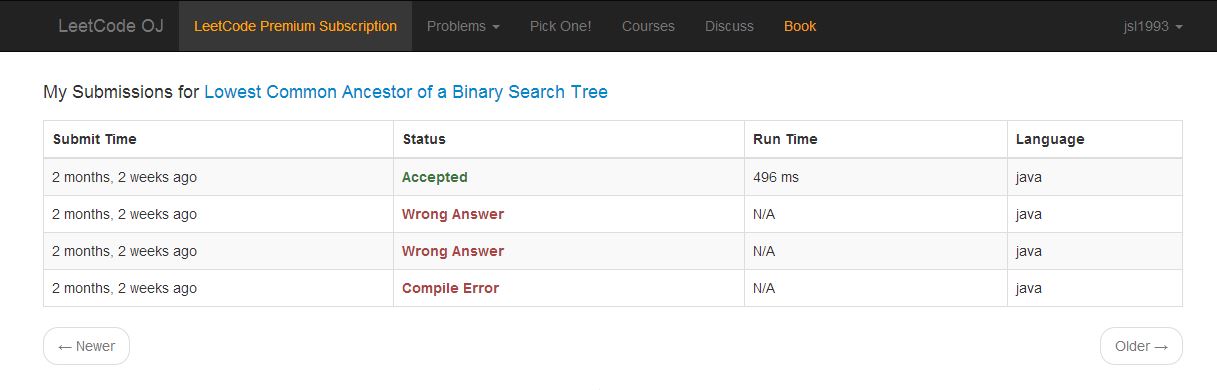 LeetCode OJ LeetCode Premium Subscription Problems Pick One! Courses Discuss Book jsl1993
My Submissions for Lowest Common Ancestor of a Binary Search Tree
Submit Time Status Run Time Language
2 months, 2 weeks ago Accepted 496 ms java
2 months, 2 weeks ago Wrong Answer N/A java
2 months, 2 weeks ago Wrong Answer N/A java
2 months, 2 weeks ago Compile Error N/A java
← Newer Older →